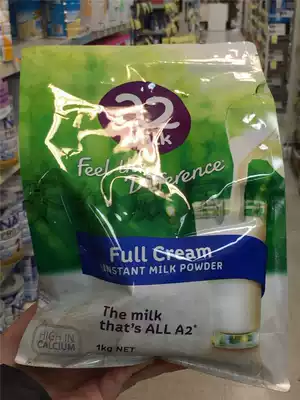 a2
MILK
Feel the
Difference
Full Cream
INSTANT MILK POWDER
The milk
that's ALL A2*
HIGH IN
CALCIUM
1kg NET